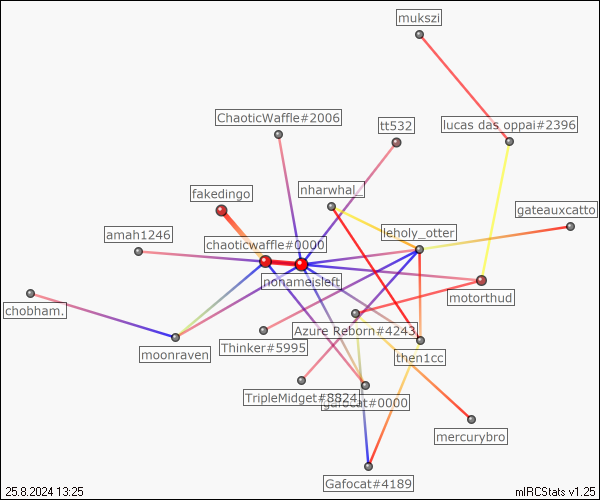 mukszi
ChaoticWaffle#2006
tt532
lucas das oppai#2396
fakedingo
nharwhal_
gateauxcatto
amah1246
chaoticwaffle#0000
leholy_otter
nonameisleft
motorthud
chobham.
Azure Reborn#4243
moonraven
Thinker#5995
then1cc
TripleMidget#8824
gafocat#0000
mercurybro
Gafocat#4189
25.8.2024 13:25
mIRCStats v1.25